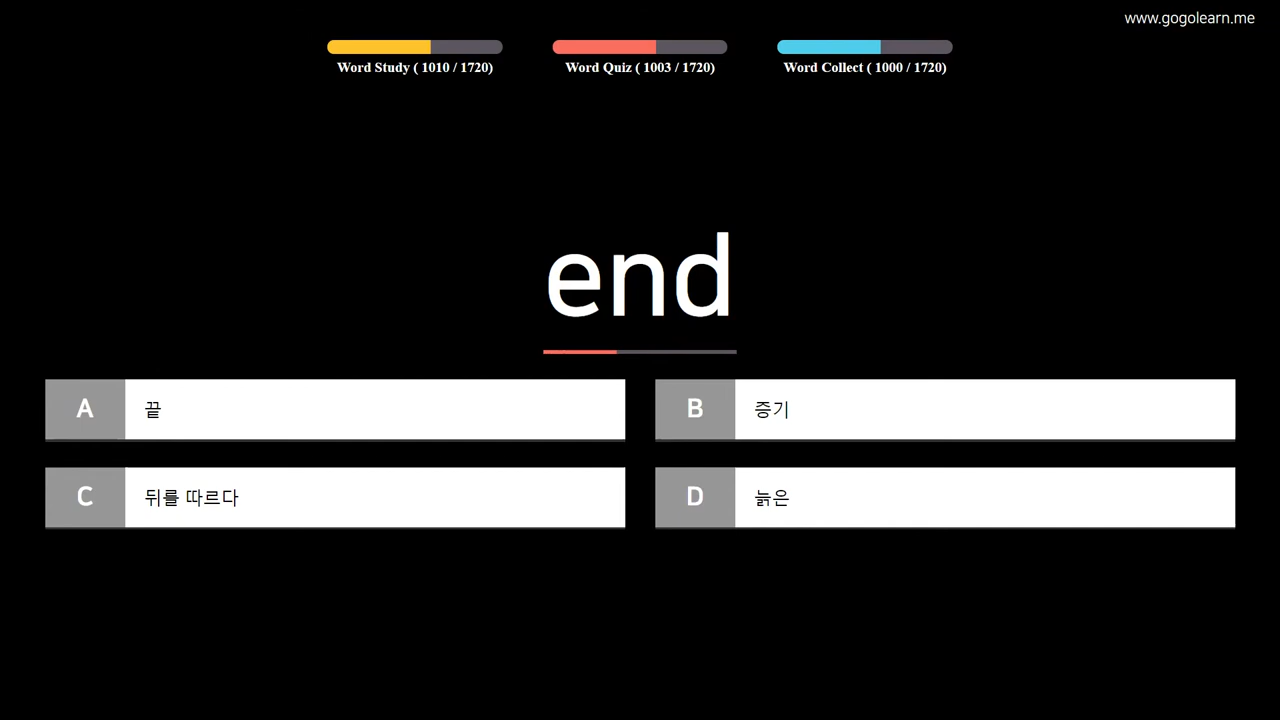 www.gogolearn.me
Word Study ( 1010 / 1720)
Word Quiz ( 1003 / 1720)
Word Collect ( 1000 / 1720)
end
A
끝
B
증기
C
뒤를 따르다
D
늙은